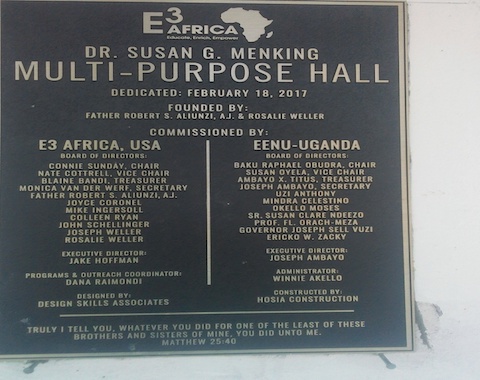 E3 AFRICA
Educate, Enrich, Empower
DR. SUSAN G. MENKING
MULTI-PURPOSE HALL
DEDICATED: FEBRUARY 18, 2017
FOUNDED BY:
FATHER ROBERT S. ALIUNZI, A.J. & ROSALIE WELLER
COMMISSIONED BY:
E3 AFRICA, USA
BOARD OF DIRECTORS:
CONNIE SUNDAY, CHAIR
NATE COTTRELL, VICE CHAIR
BLAINE BANDI, TREASURER
MONICA VAN DER WERF, SECRETARY
FATHER ROBERT S. ALIUNZI, A.J.
JOYCE CORONEL
MIKE INGERSOLL
COLLEEN RYAN
JOHN SCHELLINGER
JOSEPH WELLER
ROSALIE WELLER
EXECUTIVE DIRECTOR:
JAKE HOFFMAN
PROGRAMS & OUTREACH COORDINATOR:
DANA RAIMONDI
DESIGNED BY:
DESIGN SKILLS ASSOCIATES
EENU-UGANDA
BOARD OF DIRECTORS:
BAKU RAPHAEL OBUDRA, CHAIR
SUSAN OYELA, VICE CHAIR
AMBAYO X. TITUS, TREASURER
JOSEPH AMBAYO, SECRETARY
UZI ANTHONY
MINDRA CELESTINO
OKELLO MOSES
SR. SUSAN CLARE NDEEZO
PROF. FL. ORACH-MEZA
GOVERNOR JOSEPH SELL VUZI
ERICKO W. ZACKY
EXECUTIVE DIRECTOR:
JOSEPH AMBAYO
ADMINISTRATOR:
WINNIE AKELLO
CONSTRUCTED BY:
HOSIA CONSTRUCTION
TRULY I TELL YOU, WHATEVER YOU DID FOR ONE OF THE LEAST OF THESE
BROTHERS AND SISTERS OF MINE, YOU DID UNTO ME.
MATTHEW 25:40